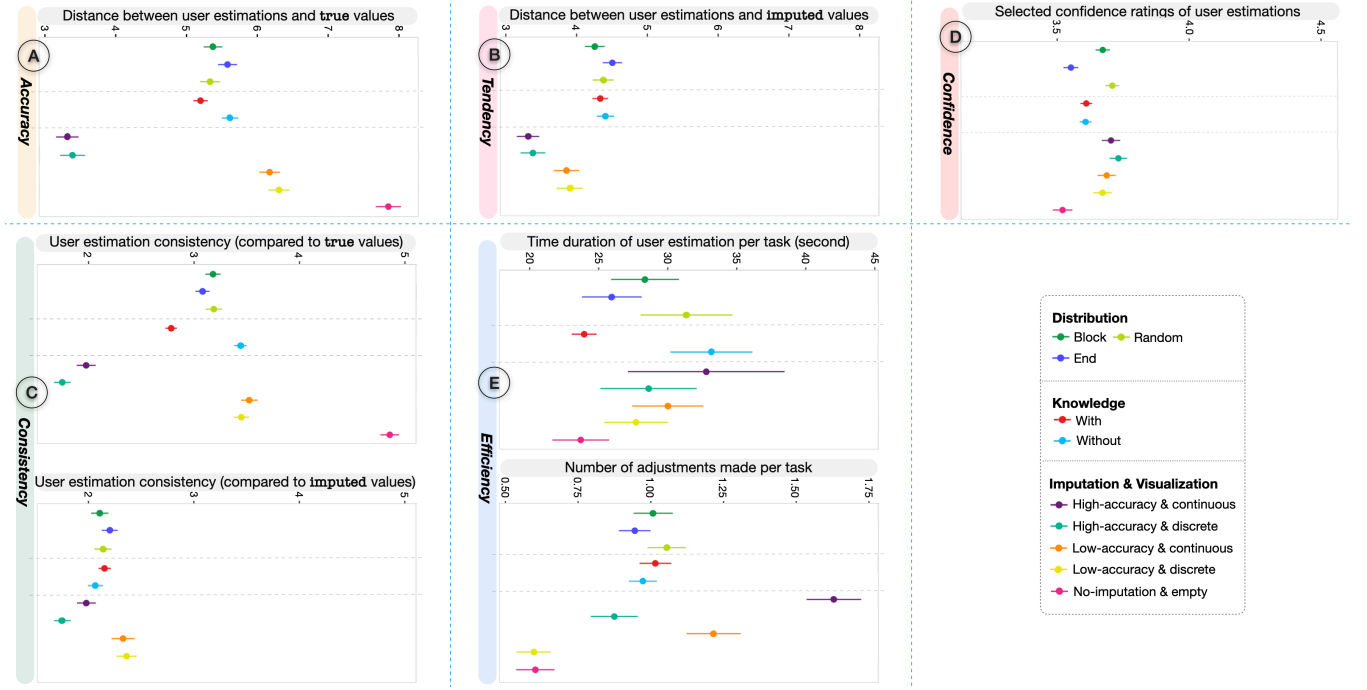 Distance between user estimations and true values
3 4 5 6 7 8
A
Accuracy
Distance between user estimations and imputed values
3 4 5 6 7 8
B
Tendency
Selected confidence ratings of user estimations
3.5 4.0 4.5
D
Confidence
User estimation consistency (compared to true values)
2 3 4 5
C
Consistency
User estimation consistency (compared to imputed values)
2 3 4 5
Time duration of user estimation per task (second)
20 25 30 35 40 45
E
Efficiency
Number of adjustments made per task
0.50 0.75 1.00 1.25 1.50 1.75
Distribution
Block Random
End
Knowledge
With
Without
Imputation & Visualization
High-accuracy & continuous
High-accuracy & discrete
Low-accuracy & continuous
Low-accuracy & discrete
No-imputation & empty